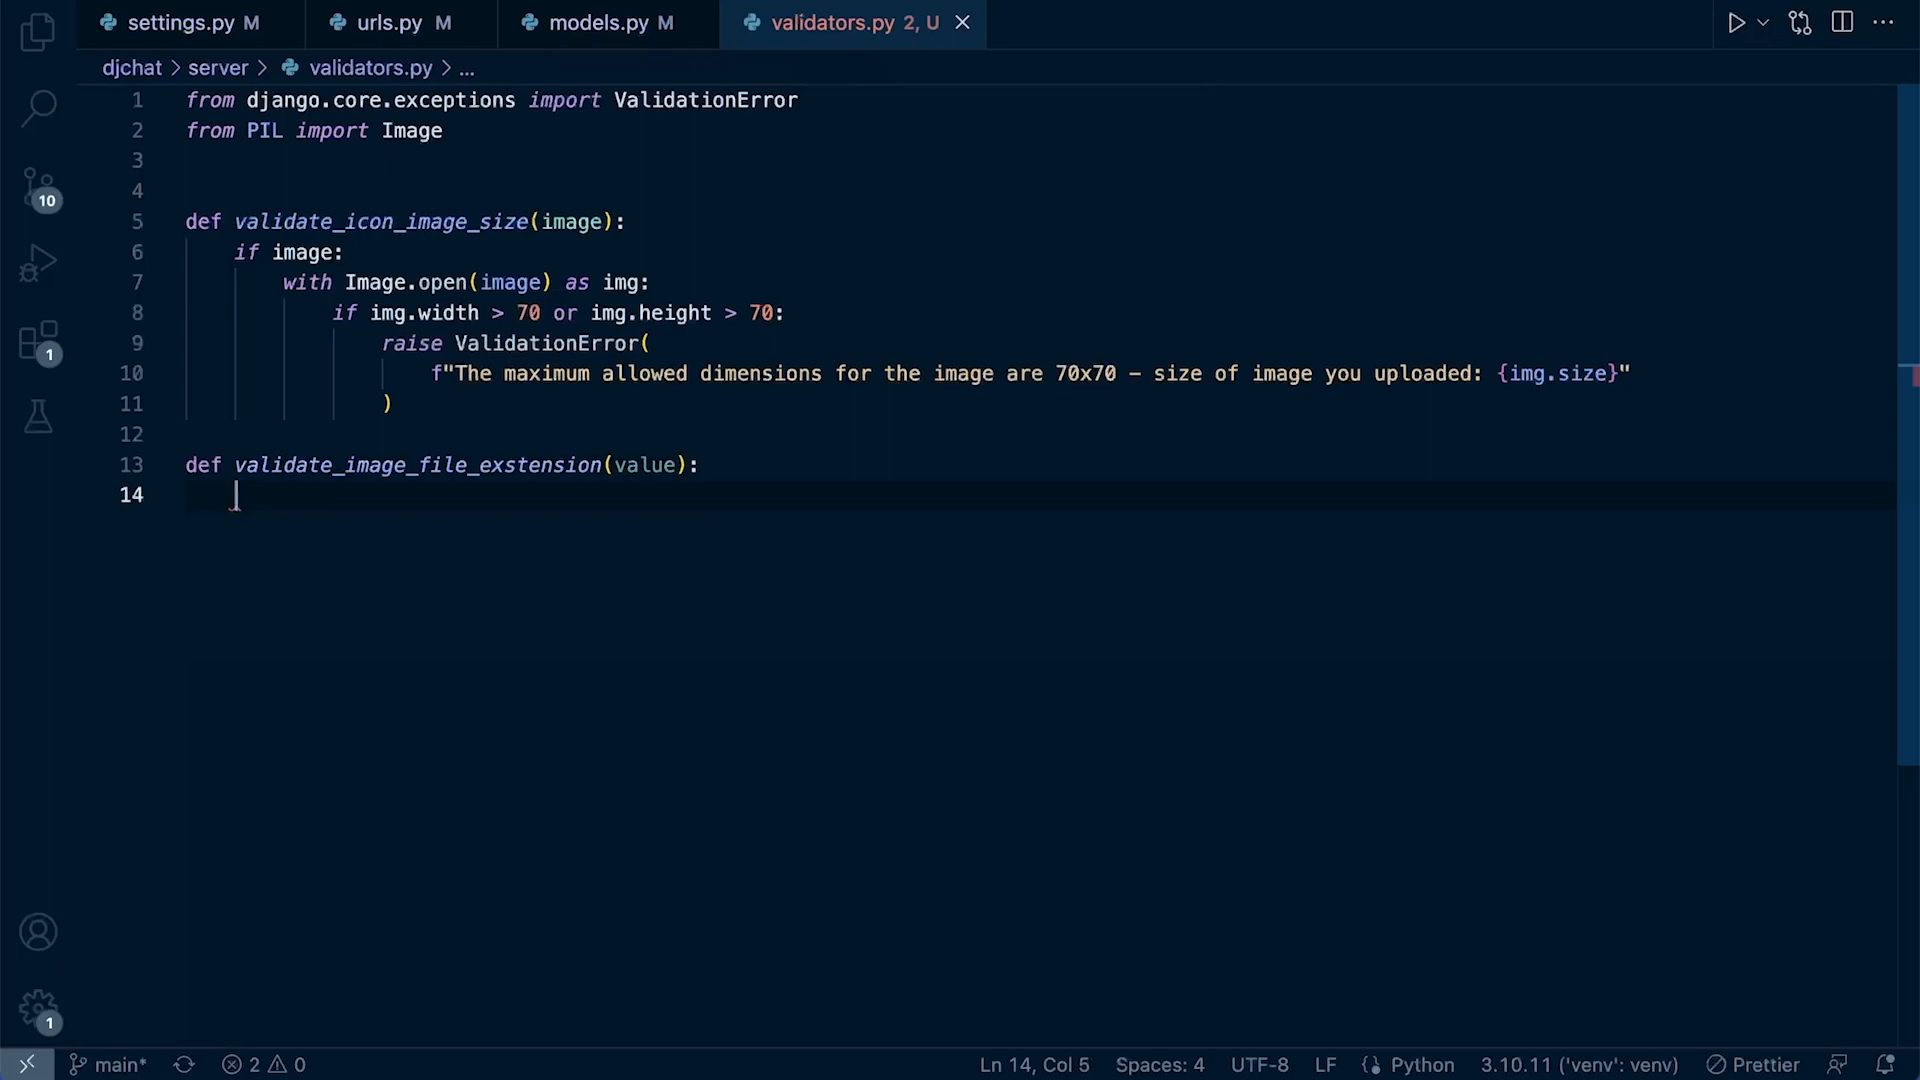 settings.py M urls.py M models.py M validators.py 2, U
djchat > server > validators.py > ...
1 from django.core.exceptions import ValidationError
2 from PIL import Image
3
4
5 def validate_icon_image_size(image):
6 if image:
7 with Image.open(image) as img:
8 if img.width > 70 or img.height > 70:
9 raise ValidationError(
10 f"The maximum allowed dimensions for the image are 70x70 – size of image you uploaded: {img.size}"
11 )
12
13 def validate_image_file_exstension(value):
14
10
1
1
main* 2 0 Ln 14, Col 5 Spaces: 4 UTF-8 LF Python 3.10.11 ('venv': venv) Prettier